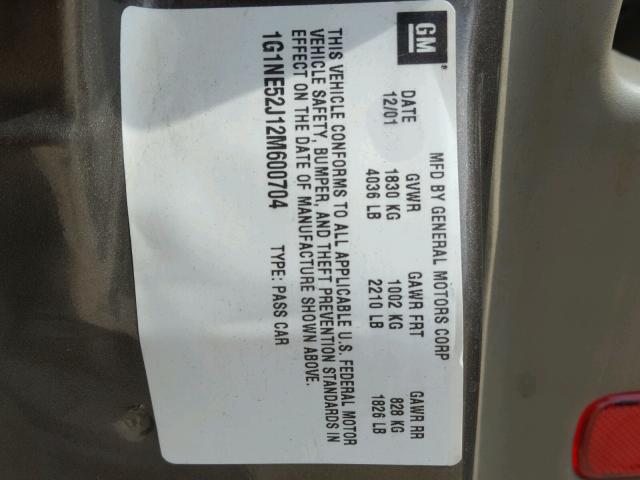 GM
MFD BY GENERAL MOTORS CORP
DATE GVWR GAWR FRT GAWR RR
12/01 1830 KG 1002 KG 828 KG
4036 LB 2210 LB 1826 LB
THIS VEHICLE CONFORMS TO ALL APPLICABLE U.S. FEDERAL MOTOR
VEHICLE SAFETY, BUMPER, AND THEFT PREVENTION STANDARDS IN
EFFECT ON THE DATE OF MANUFACTURE SHOWN ABOVE.
1G1NE52J12M600704 TYPE: PASS CAR